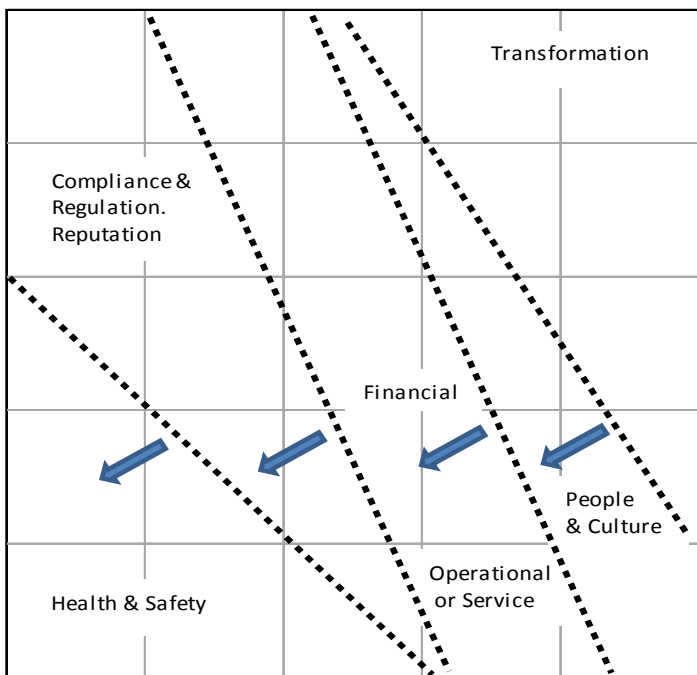 Transformation
Compliance &
Regulation.
Reputation
Financial
People
& Culture
Operational
or Service
Health & Safety